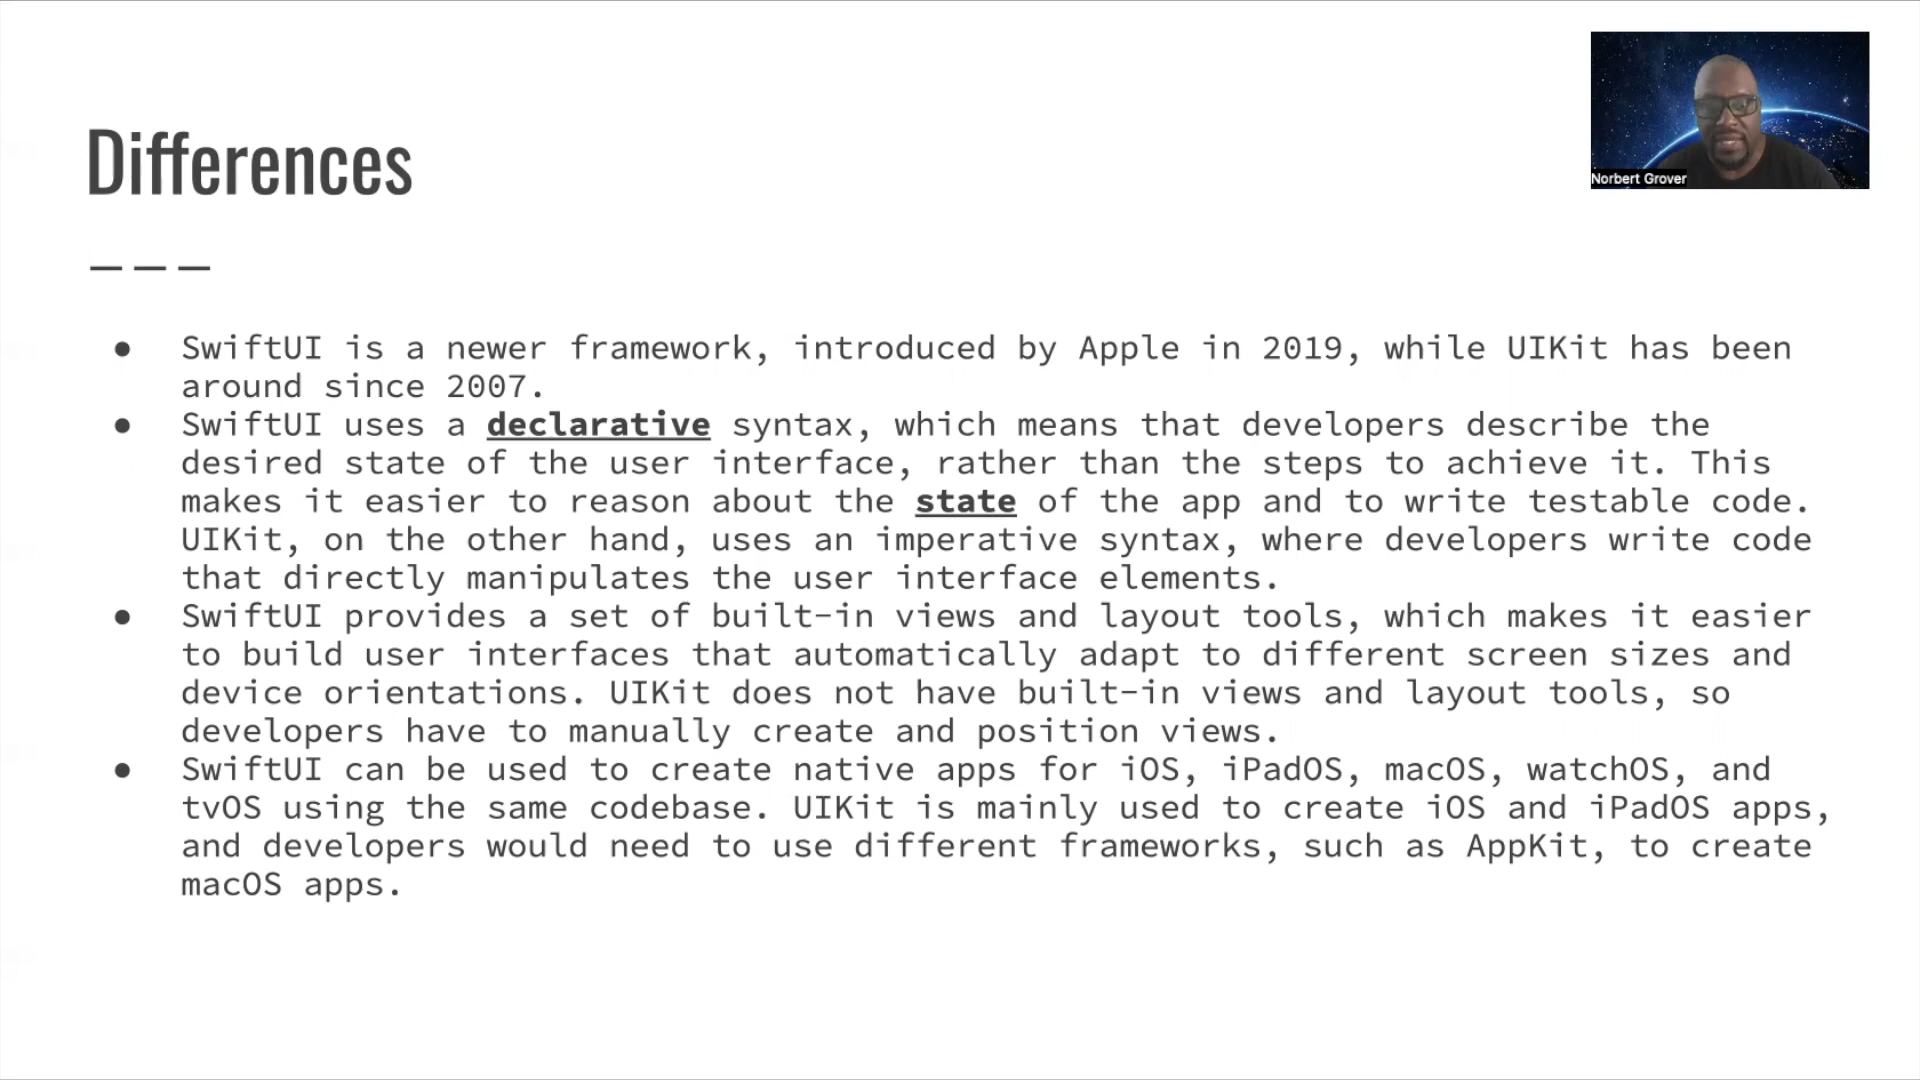 Differences
Norbert Grover
● SwiftUI is a newer framework, introduced by Apple in 2019, while UIKit has been
around since 2007.
● SwiftUI uses a declarative syntax, which means that developers describe the
desired state of the user interface, rather than the steps to achieve it. This
makes it easier to reason about the state of the app and to write testable code.
UIKit, on the other hand, uses an imperative syntax, where developers write code
that directly manipulates the user interface elements.
● SwiftUI provides a set of built-in views and layout tools, which makes it easier
to build user interfaces that automatically adapt to different screen sizes and
device orientations. UIKit does not have built-in views and layout tools, so
developers have to manually create and position views.
● SwiftUI can be used to create native apps for iOS, iPadOS, macOS, watchOS, and
tvOS using the same codebase. UIKit is mainly used to create iOS and iPadOS apps,
and developers would need to use different frameworks, such as AppKit, to create
macOS apps.